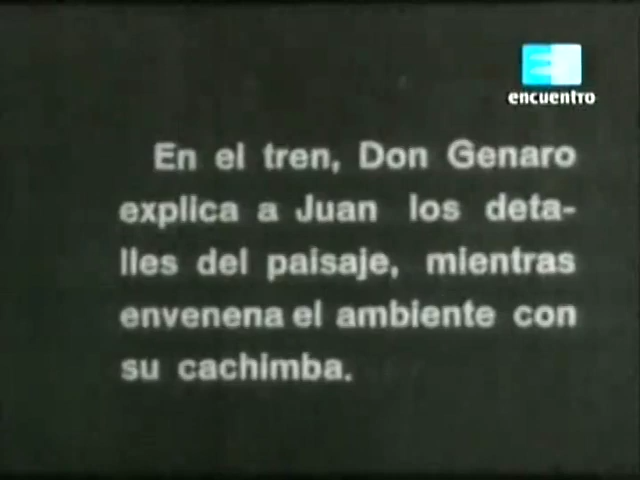 encuentro
En el tren, Don Genaro
explica a Juan los deta-
lles del paisaje, mientras
envenena el ambiente con
su cachimba.